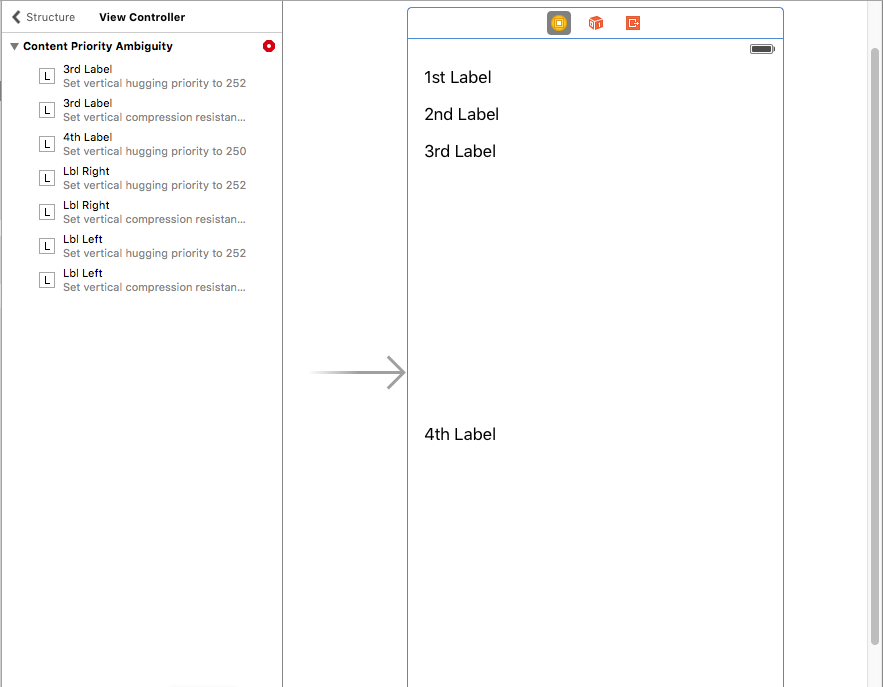 Structure View Controller
Content Priority Ambiguity
L 3rd Label
Set vertical hugging priority to 252
L 3rd Label
Set vertical compression resistan...
L 4th Label
Set vertical hugging priority to 250
L Lbl Right
Set vertical hugging priority to 252
L Lbl Right
Set vertical compression resistan...
L Lbl Left
Set vertical hugging priority to 252
L Lbl Left
Set vertical compression resistan...
1st Label
2nd Label
3rd Label
4th Label